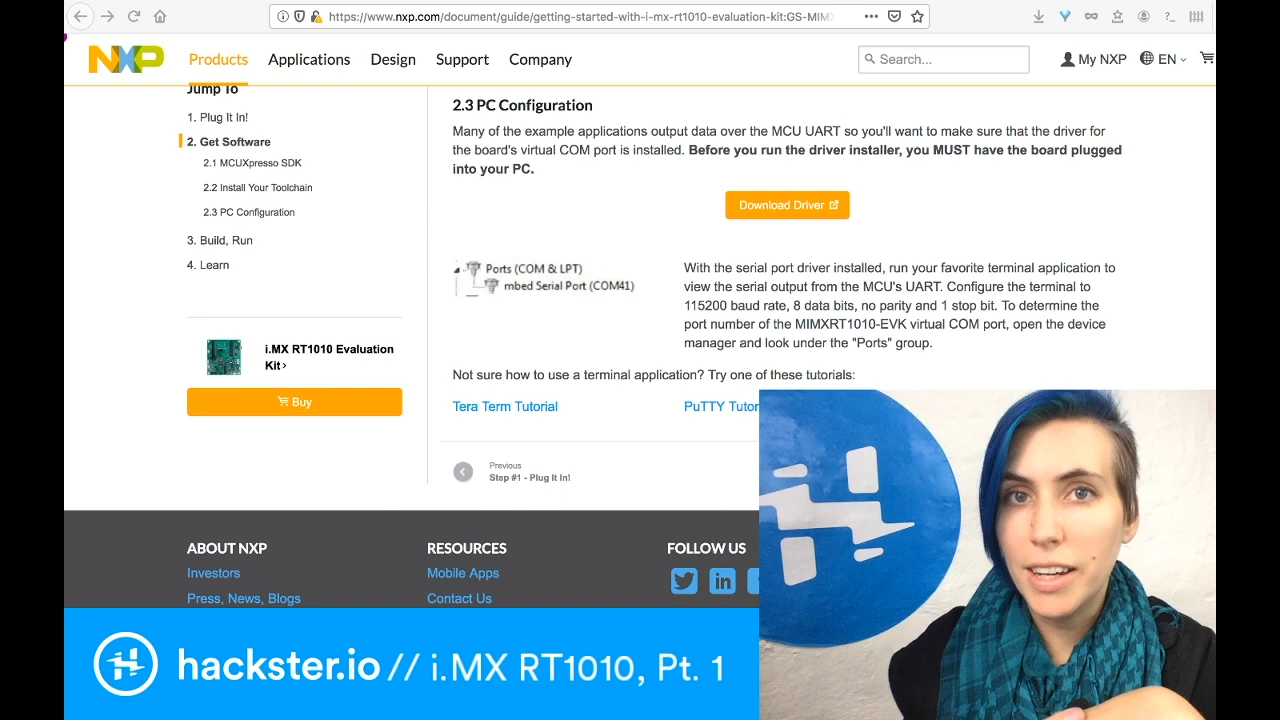 https://www.nxp.com/document/guide/getting-started-with-i-mx-rt1010-evaluation-kit:GS-MIM
NXP
Products
Applications
Design
Support
Company
Search...
My NXP
EN
Jump To
1. Plug It In!
2. Get Software
2.1 MCUXpresso SDK
2.2 Install Your Toolchain
2.3 PC Configuration
3. Build, Run
4. Learn
i.MX RT1010 Evaluation
Kit ›
Buy
2.3 PC Configuration
Many of the example applications output data over the MCU UART so you'll want to make sure that the driver for
the board's virtual COM port is installed. Before you run the driver installer, you MUST have the board plugged
into your PC.
Download Driver
Ports (COM & LPT)
mbed Serial Port (COM41)
With the serial port driver installed, run your favorite terminal application to
view the serial output from the MCU's UART. Configure the terminal to
115200 baud rate, 8 data bits, no parity and 1 stop bit. To determine the
port number of the MIMXRT1010-EVK virtual COM port, open the device
manager and look under the "Ports" group.
Not sure how to use a terminal application? Try one of these tutorials:
Tera Term Tutorial
PuTTY Tutor
Previous
Step #1 - Plug It In!
ABOUT NXP
Investors
Press, News, Blogs
RESOURCES
Mobile Apps
Contact Us
FOLLOW US
in
hackster.io // i.MX RT1010, Pt. 1